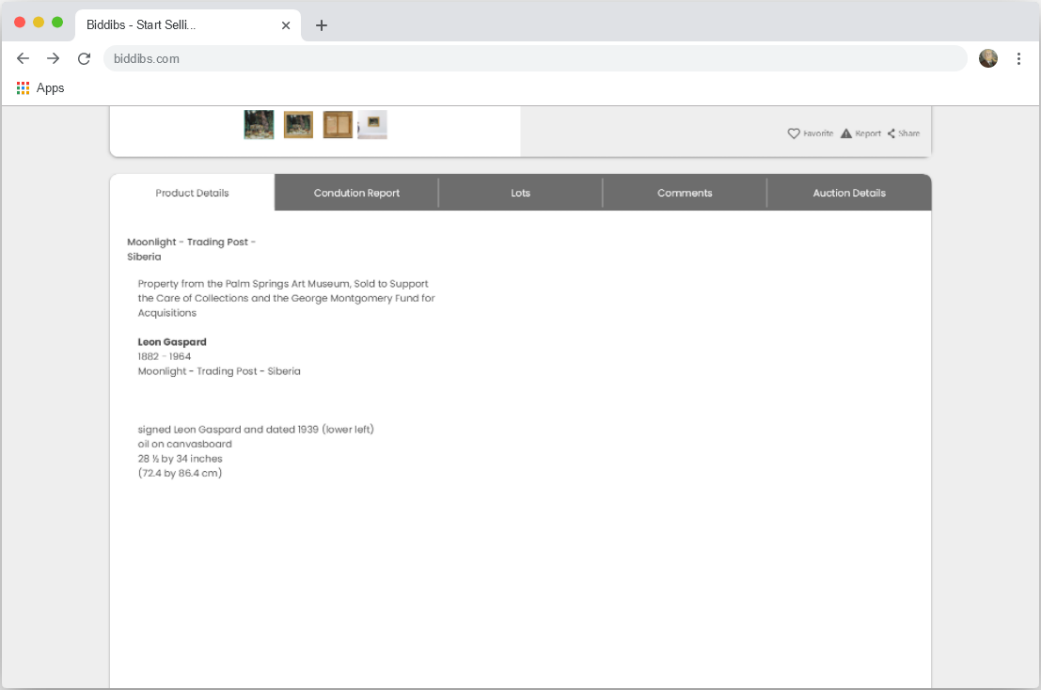 Biddibs - Start Selli...
biddibs.com
Apps
Favorite Report Share
Product Details Condution Report Lots Comments Auction Details
Moonlight - Trading Post -
Siberia
Property from the Palm Springs Art Museum, Sold to Support
the Care of Collections and the George Montgomery Fund for
Acquisitions
Leon Gaspard
1882 - 1964
Moonlight - Trading Post - Siberia
signed Leon Gaspard and dated 1939 (lower left)
oil on canvasboard
28 ½ by 34 inches
(72.4 by 86.4 cm)